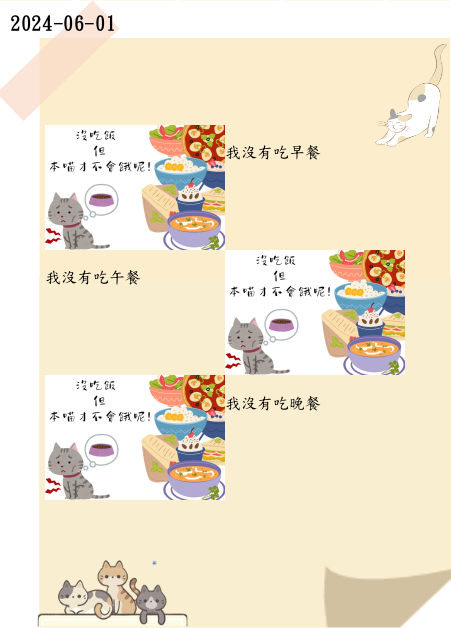 2024-06-01
沒吃飯
但
本喵才不會餓呢!
我沒有吃早餐
我沒有吃午餐
沒吃飯
但
本喵才不會餓呢!
沒吃飯
但
本喵才不會餓呢!
我沒有吃晚餐